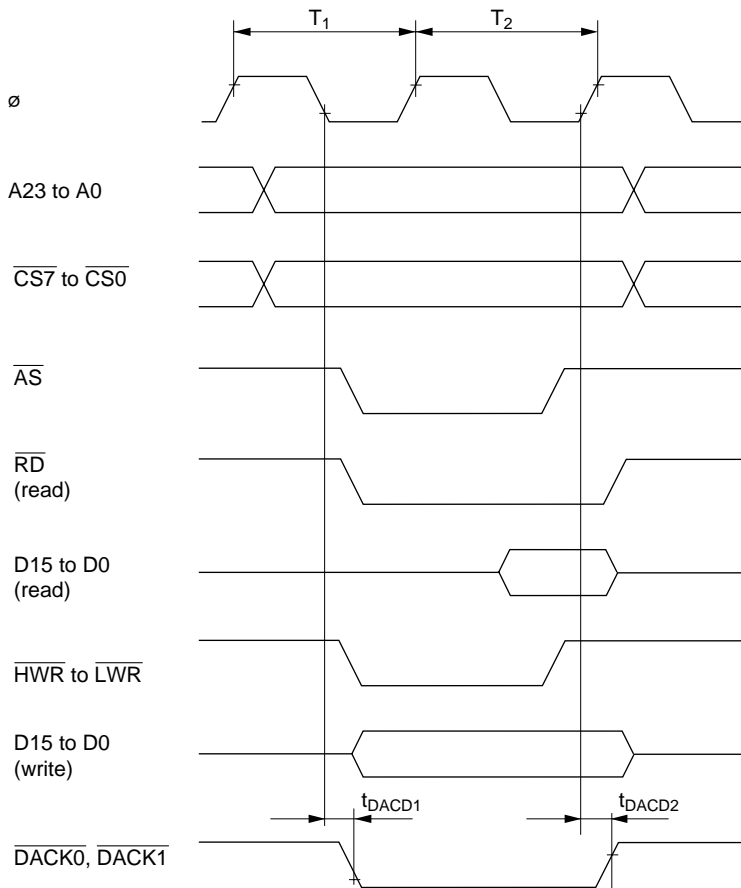 T1 T2
ø
A23 to A0
CS7 to CS0
AS
RD
(read)
D15 to D0
(read)
HWR to LWR
D15 to D0
(write)
tDACD1 tDACD2
DACK0, DACK1